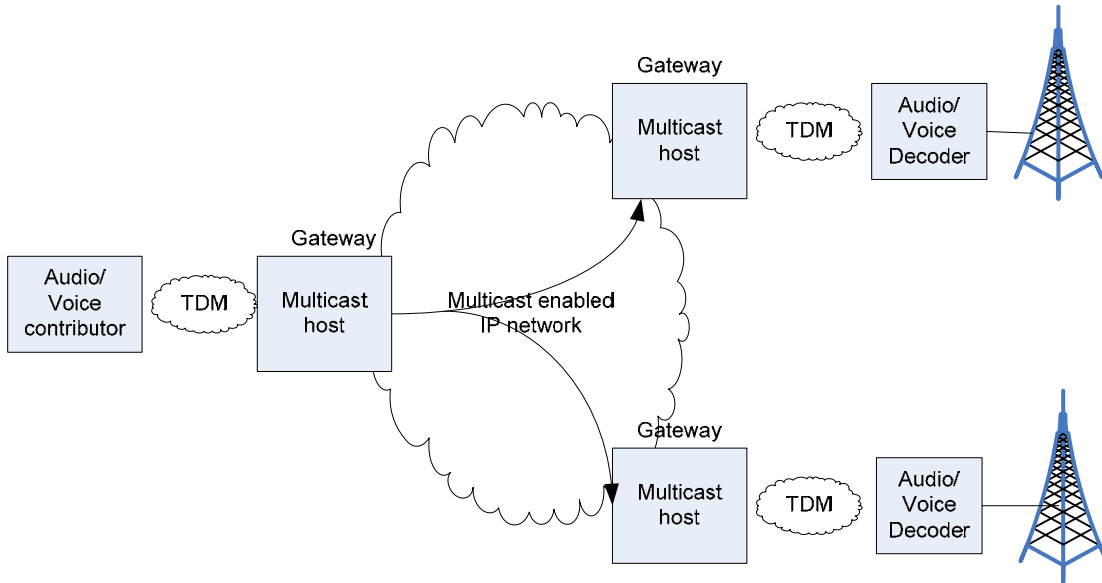 Gateway
Multicast
host
TDM
Audio/
Voice
Decoder
Gateway
Audio/
Voice
contributor
TDM
Multicast
host
Multicast enabled
IP network
Gateway
Multicast
host
TDM
Audio/
Voice
Decoder